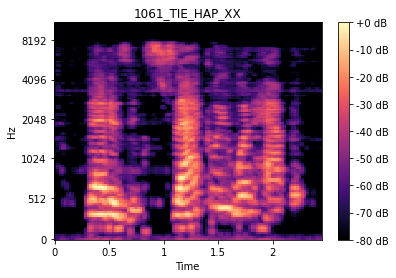 1061_TIE_HAP_XX
+0 dB
8192
-10 dB
4096
-20 dB
-30 dB
2048
Hz
-40 dB
1024
-50 dB
512
-60 dB
-70 dB
0
-80 dB
0 0.5 1 1.5 2
Time